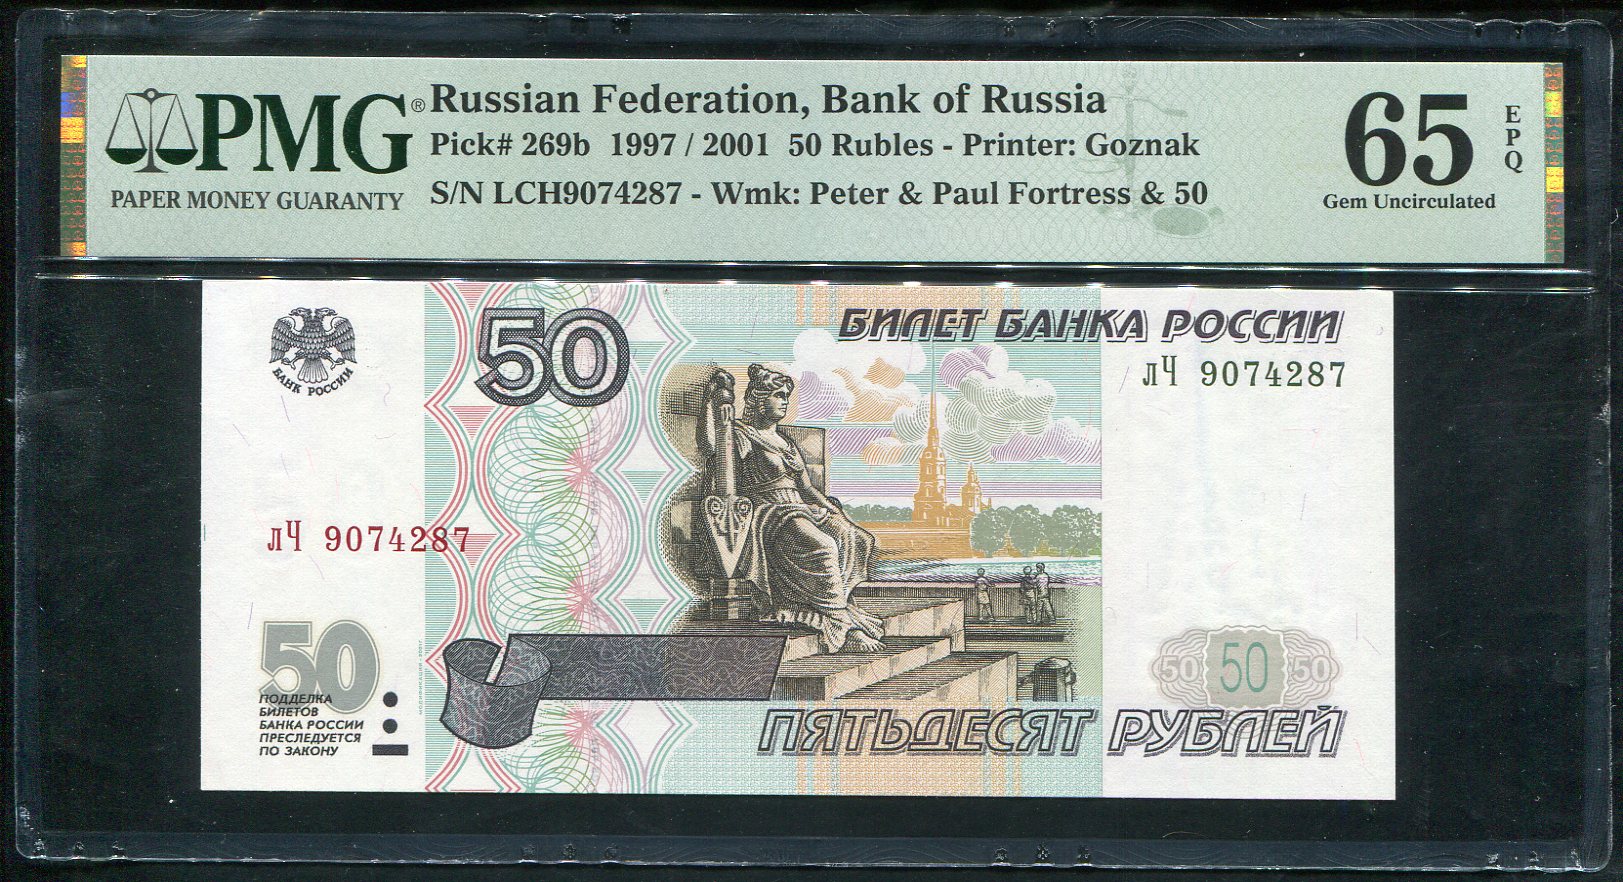 PMG®
PAPER MONEY GUARANTY
Russian Federation, Bank of Russia
Pick# 269b 1997 / 2001 50 Rubles - Printer: Goznak
S/N LCH9074287 - Wmk: Peter & Paul Fortress & 50
65
EPQ
Gem Uncirculated
БАНК РОССИИ
50
БИЛЕТ БАНКА РОССИИ
лЧ 9074287
лЧ 9074287
50
ПОДДЕЛКА
БИЛЕТОВ
БАНКА РОССИИ
ПРЕСЛЕДУЕТСЯ
ПО ЗАКОНУ
50 50 50
ПЯТЬДЕСЯТ РУБЛЕЙ